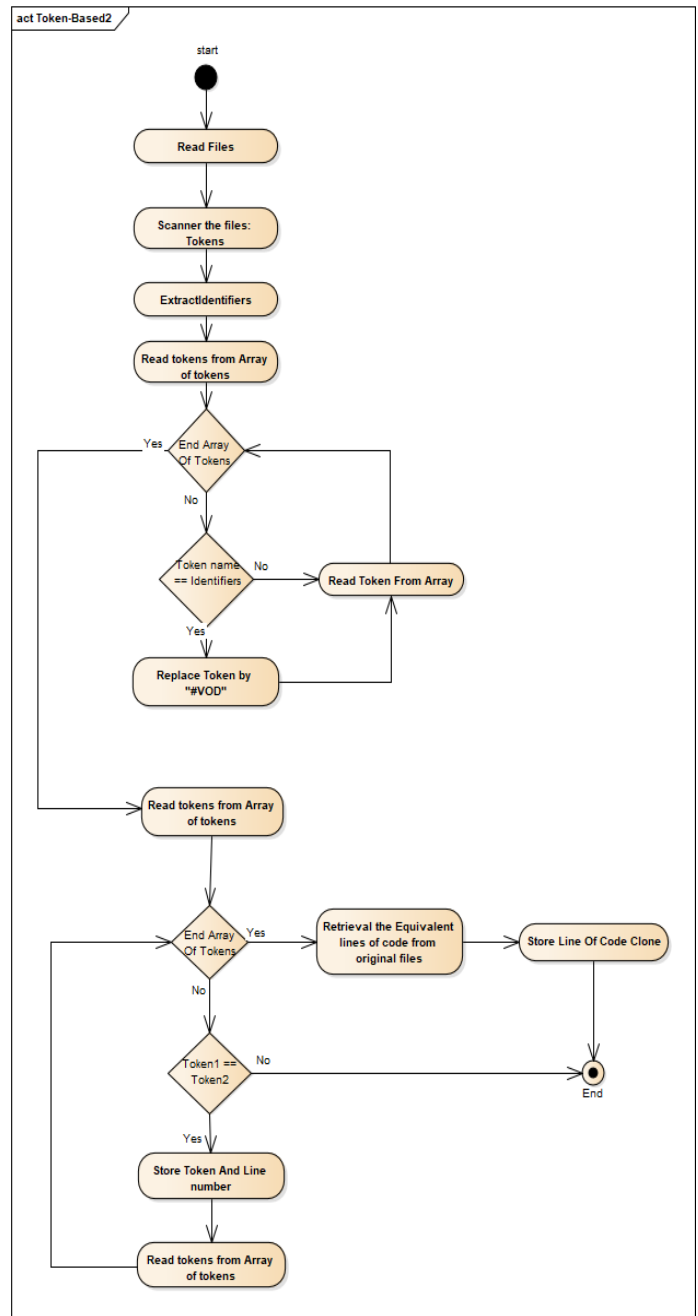 act Token-Based2
start
Read Files
Scanner the files:
Tokens
ExtractIdentifiers
Read tokens from Array
of tokens
Yes
End Array
Of Tokens
No
Token name
== Identifiers
No
Read Token From Array
Yes
Replace Token by
"#VOD"
Read tokens from Array
of tokens
End Array
Of Tokens
Yes
Retrieval the Equivalent
lines of code from
original files
Store Line Of Code Clone
No
Token1 ==
Token2
No
End
Yes
Store Token And Line
number
Read tokens from Array
of tokens